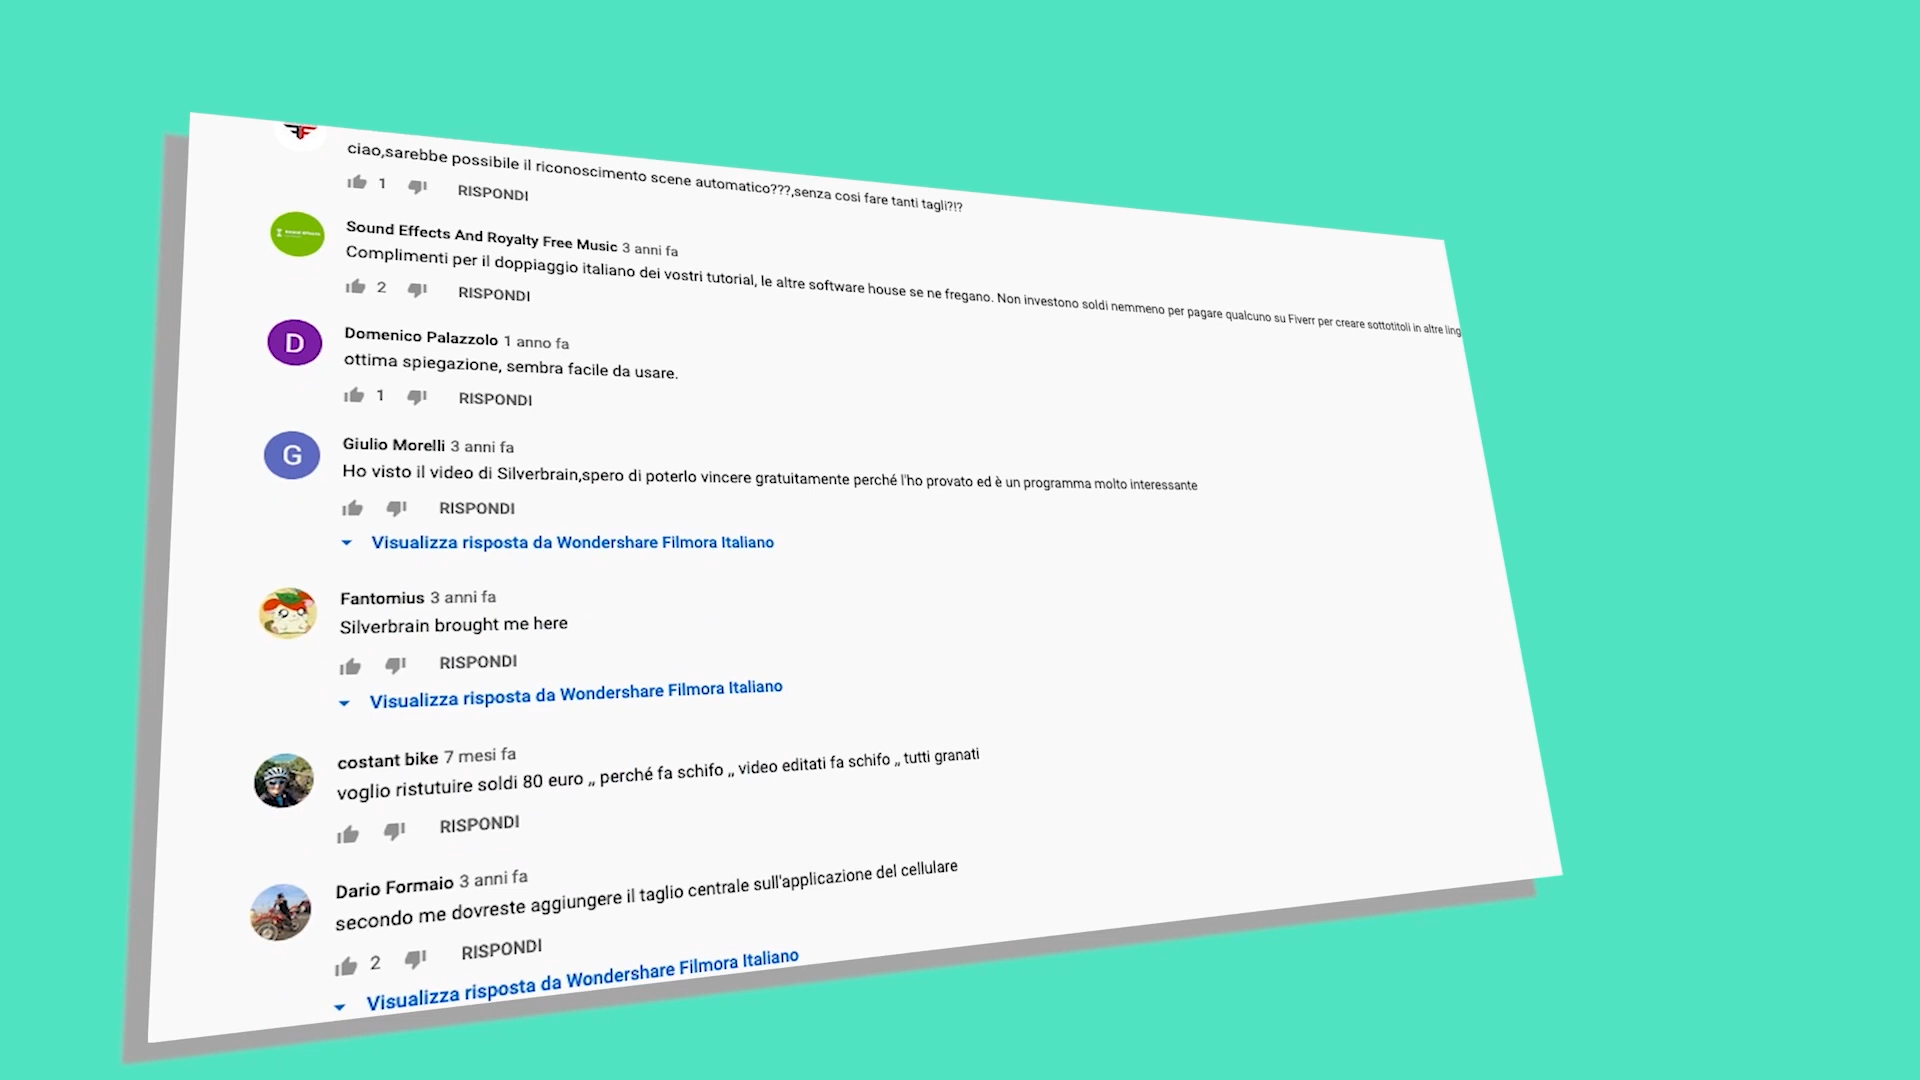 ciao,sarebbe possibile il riconoscimento scene automatico???,senza cosi fare tanti tagli?!?
1 RISPONDI
Sound Effects And Royalty Free Music 3 anni fa
Complimenti per il doppiaggio italiano dei vostri tutorial, le altre software house se ne fregano. Non investono soldi nemmeno per pagare qualcuno su Fiverr per creare sottotitoli in altre ling
2 RISPONDI
D
Domenico Palazzolo 1 anno fa
ottima spiegazione, sembra facile da usare.
1 RISPONDI
G
Giulio Morelli 3 anni fa
Ho visto il video di Silverbrain,spero di poterlo vincere gratuitamente perché l'ho provato ed è un programma molto interessante
RISPONDI
Visualizza risposta da Wondershare Filmora Italiano
Fantomius 3 anni fa
Silverbrain brought me here
RISPONDI
Visualizza risposta da Wondershare Filmora Italiano
costant bike 7 mesi fa
voglio ristutuire soldi 80 euro ,, perché fa schifo ,, video editati fa schifo ,, tutti granati
RISPONDI
Dario Formaio 3 anni fa
secondo me dovreste aggiungere il taglio centrale sull'applicazione del cellulare
2 RISPONDI
Visualizza risposta da Wondershare Filmora Italiano